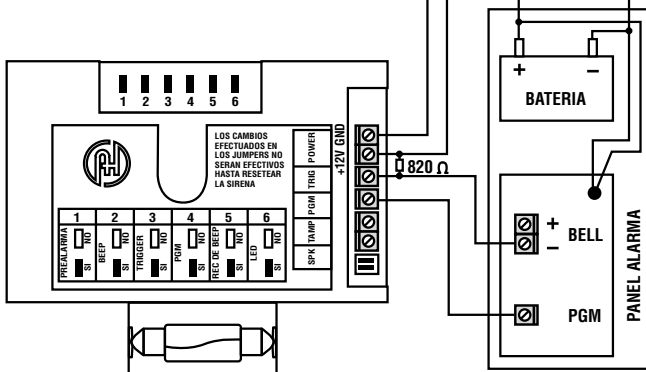 1 2 3 4 5 6
LOS CAMBIOS
EFECTUADOS EN
LOS JUMPERS NO
SERAN EFECTIVOS
HASTA RESETEAR
LA SIRENA
POWER
TRIG
PGM
TAMP
SPK
+12V GND
820 Ω
1 2 3 4 5 6
PREALARMA NO SI
BEEP NO SI
TRIGGER NO SI
PGM NO SI
REC DE BEEP NO SI
LED NO SI
+ −
BATERIA
+
BELL
−
PGM
PANEL ALARMA